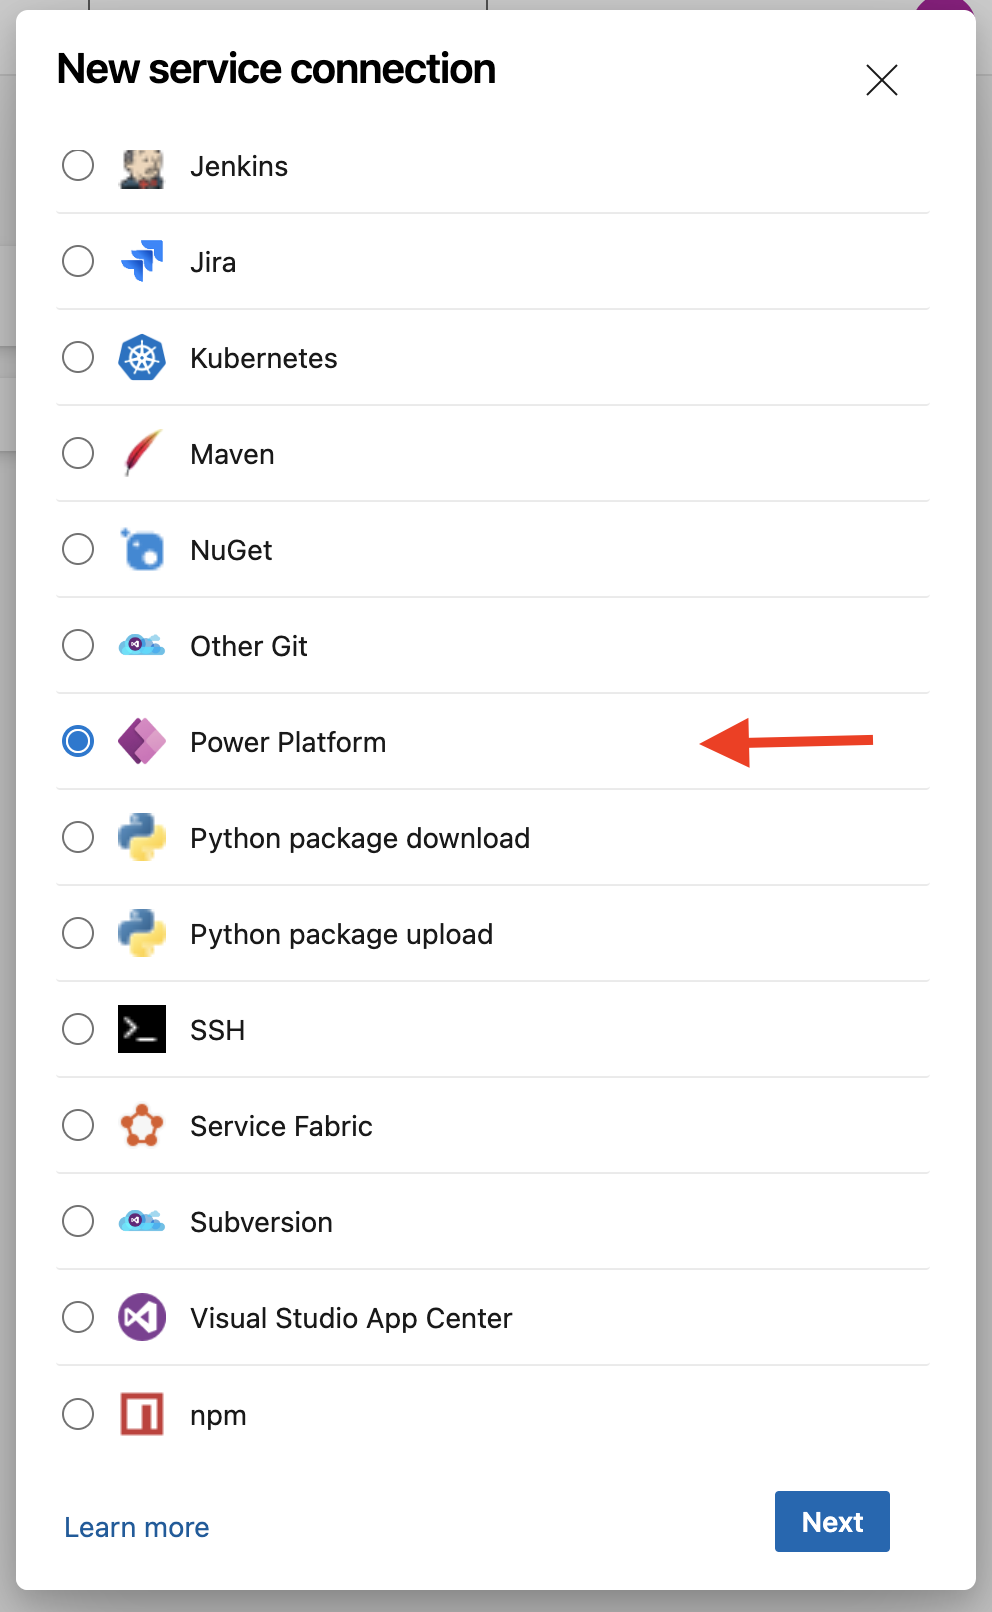 New service connection
Jenkins
Jira
Kubernetes
Maven
NuGet
Other Git
Power Platform
Python package download
Python package upload
SSH
Service Fabric
Subversion
Visual Studio App Center
npm
Learn more
Next